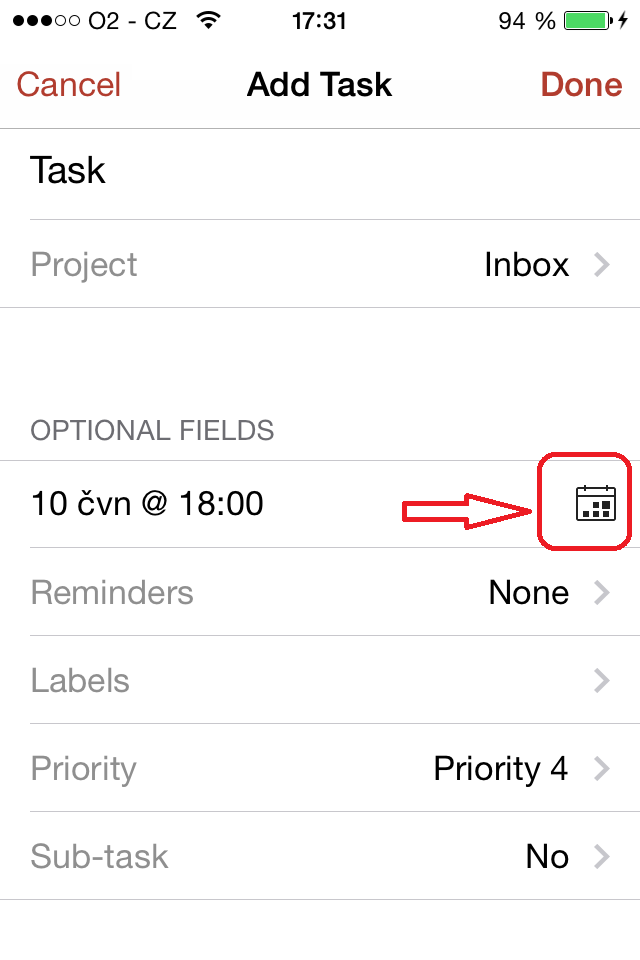 O2 - CZ 17:31 94 %
Cancel Add Task Done
Task
Project Inbox
OPTIONAL FIELDS
10 čvn @ 18:00
Reminders None
Labels
Priority Priority 4
Sub-task No